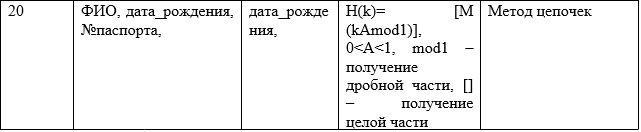 20
ФИО, дата_рождения,
№паспорта,
дата_рожде
ния,
H(k)= [M
(kAmod1)],
0<A<1, mod1 –
получение
дробной части, []
– получение
целой части
Метод цепочек